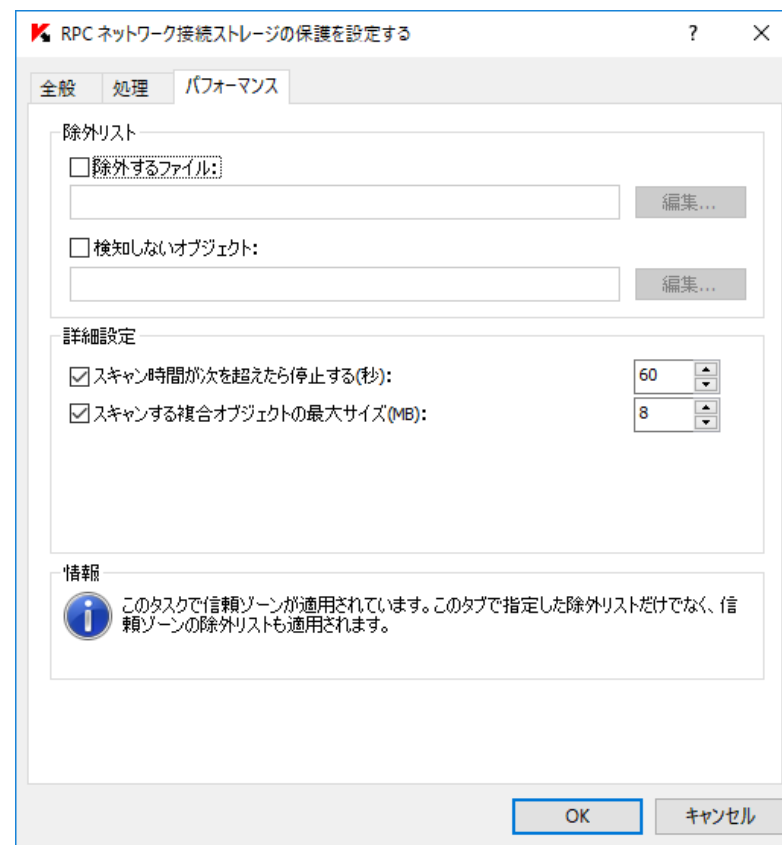 RPC ネットワーク接続ストレージの保護を設定する
全般 処理 パフォーマンス
除外リスト
除外するファイル:
編集...
検知しないオブジェクト:
編集...
詳細設定
スキャン時間が次を超えたら停止する(秒): 60
スキャンする複合オブジェクトの最大サイズ(MB): 8
情報
このタスクで信頼ゾーンが適用されています。このタブで指定した除外リストだけでなく、信
頼ゾーンの除外リストも適用されます。
OK キャンセル